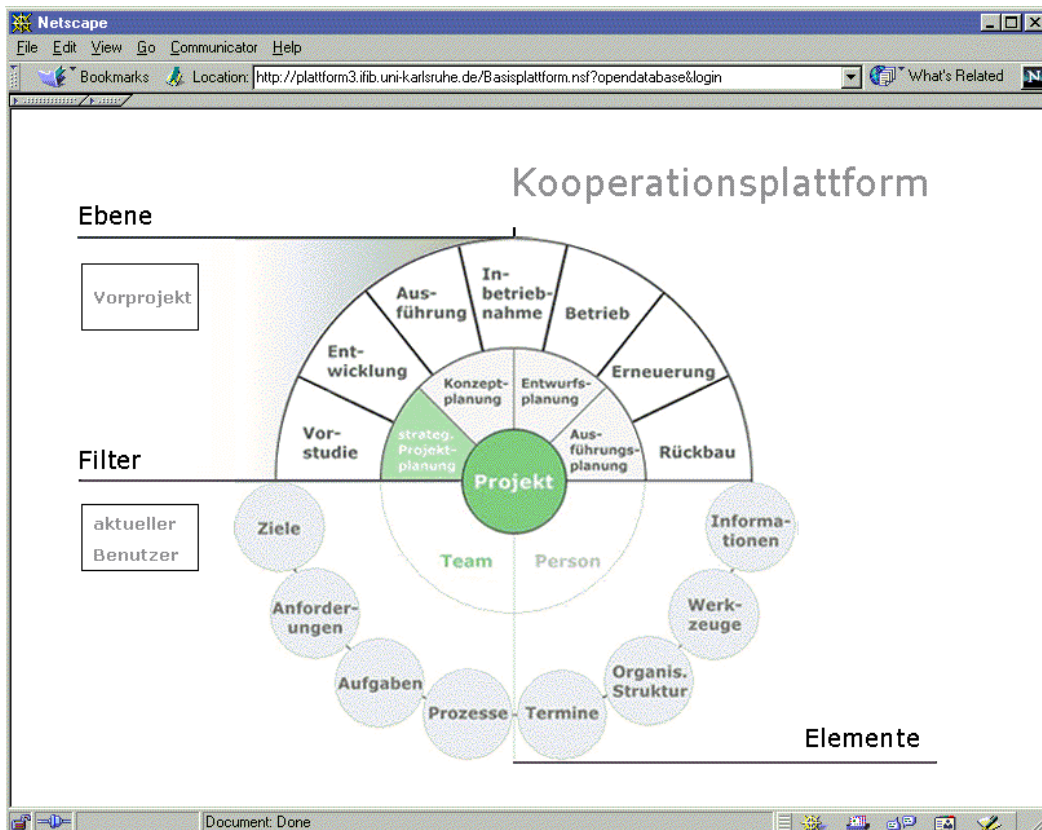 Netscape
File Edit View Go Communicator Help
Bookmarks Location: http://plattform3.ifib.uni-karlsruhe.de/Basisplattform.nsf?opendatabase&login What's Related N
Kooperationsplattform
Ebene
Vorprojekt
In-
betrieb-
nahme
Aus-
führung
Betrieb
Ent-
wicklung
Erneuerung
Vor-
studie
Rückbau
Konzept-
planung
Entwurfs-
planung
strateg.
Projekt-
planung
Aus-
führungs-
planung
Projekt
Filter
aktueller
Benutzer
Team
Person
Ziele
Anforder-
ungen
Aufgaben
Prozesse
Termine
Organis.
Struktur
Werk-
zeuge
Informa-
tionen
Elemente
Document: Done